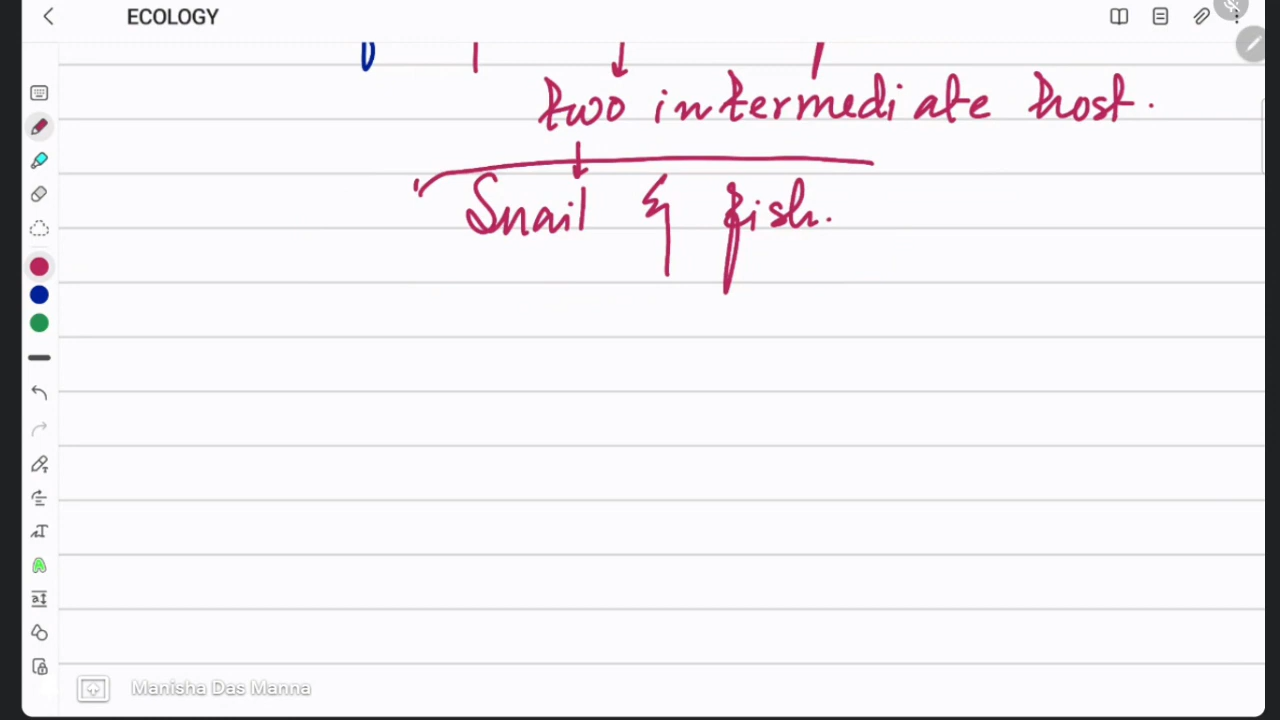 ECOLOGY
two intermediate host.
Snail & fish.
Manisha Das Manna